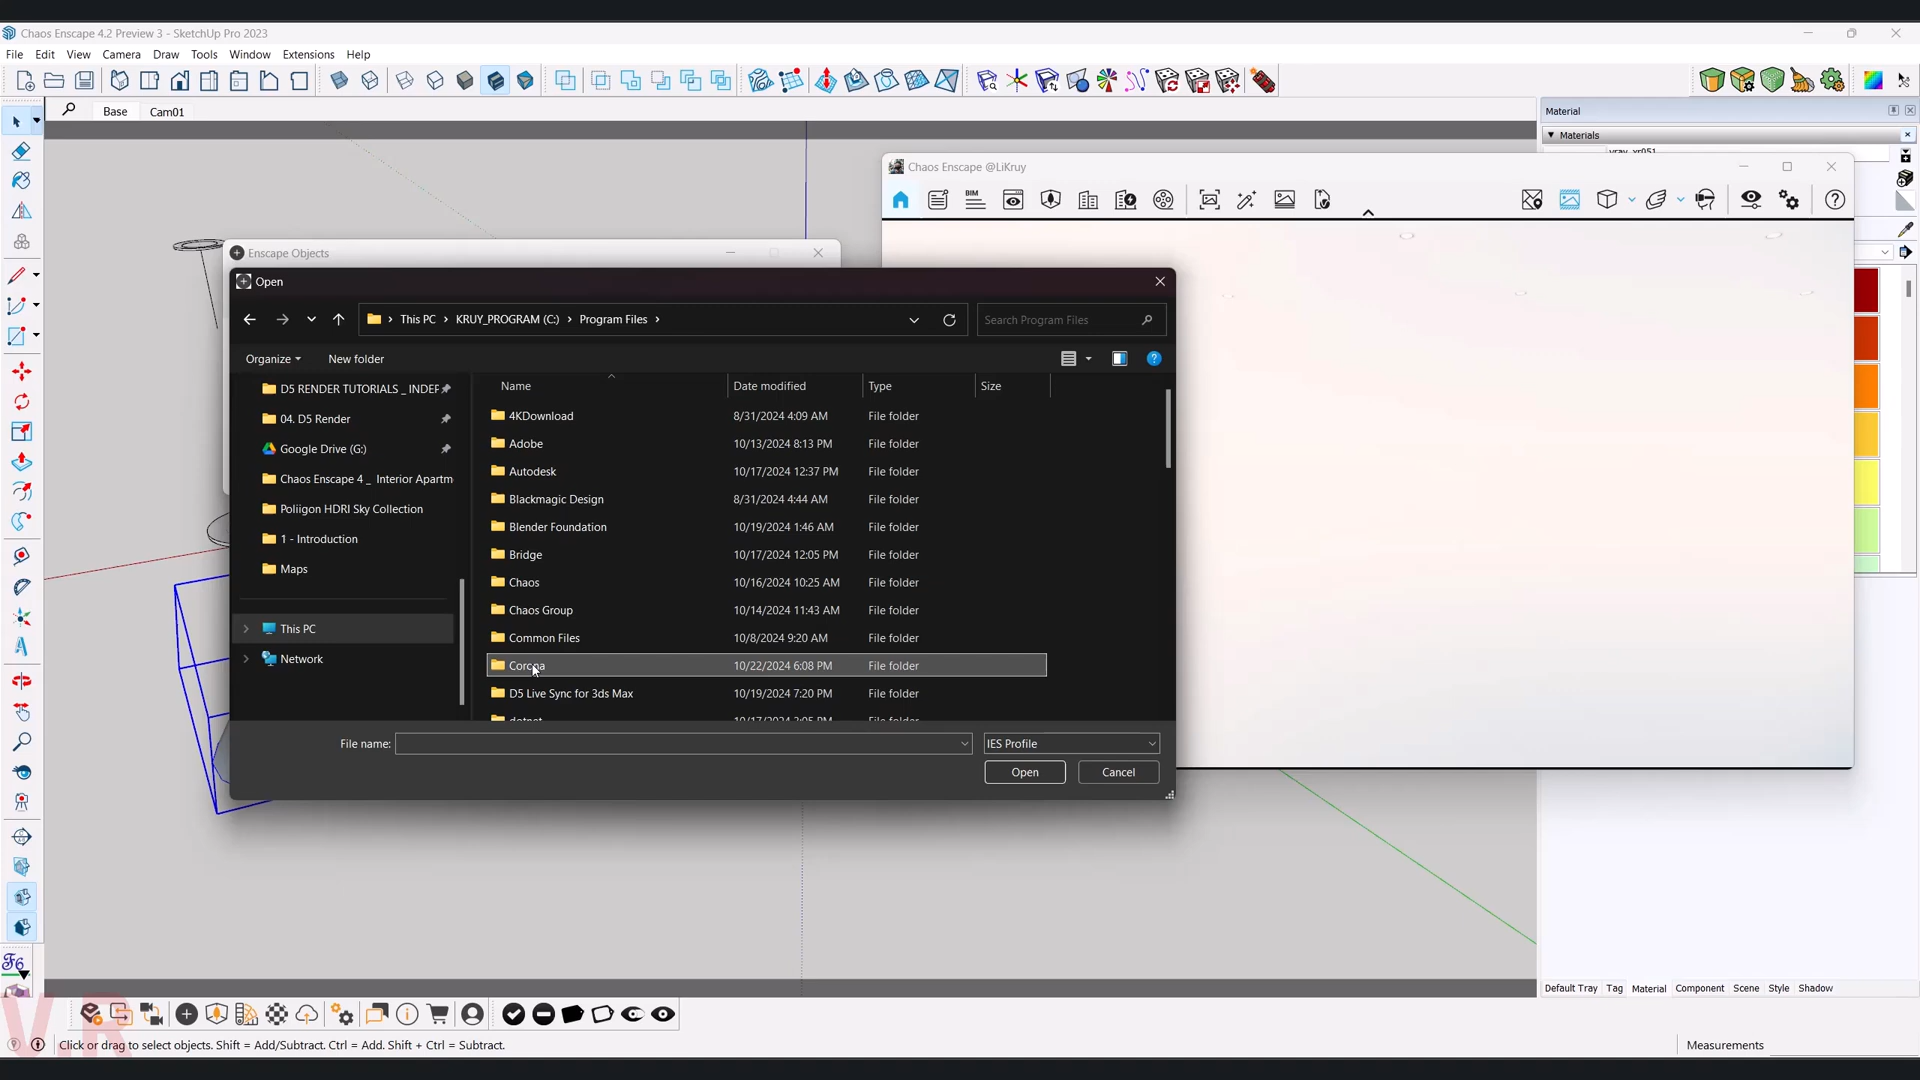 Chaos Enscape 4.2 Preview 3 - SketchUp Pro 2023
File Edit View Camera Draw Tools Window Extensions Help
Base Cam01
Material
Materials
Chaos Enscape @LiKruy
BIM
Enscape Objects
Open
This PC › KRUY_PROGRAM (C:) › Program Files ›
Search Program Files
Organize New folder
Name Date modified Type Size
D5 RENDER TUTORIALS _ INDEF
04. D5 Render
Google Drive (G:)
Chaos Enscape 4 _ Interior Apartm
Poliigon HDRI Sky Collection
1 - Introduction
Maps
This PC
Network
4KDownload 8/31/2024 4:09 AM File folder
Adobe 10/13/2024 8:13 PM File folder
Autodesk 10/17/2024 12:37 PM File folder
Blackmagic Design 8/31/2024 4:44 AM File folder
Blender Foundation 10/19/2024 1:46 AM File folder
Bridge 10/17/2024 12:05 PM File folder
Chaos 10/16/2024 10:25 AM File folder
Chaos Group 10/14/2024 11:43 AM File folder
Common Files 10/8/2024 9:20 AM File folder
Corona 10/22/2024 6:08 PM File folder
D5 Live Sync for 3ds Max 10/19/2024 7:20 PM File folder
dotnet 10/17/2024 3:05 PM File folder
File name: IES Profile
Open Cancel
Default Tray Tag Material Component Scene Style Shadow
V.R
Click or drag to select objects. Shift = Add/Subtract. Ctrl = Add. Shift + Ctrl = Subtract.
Measurements